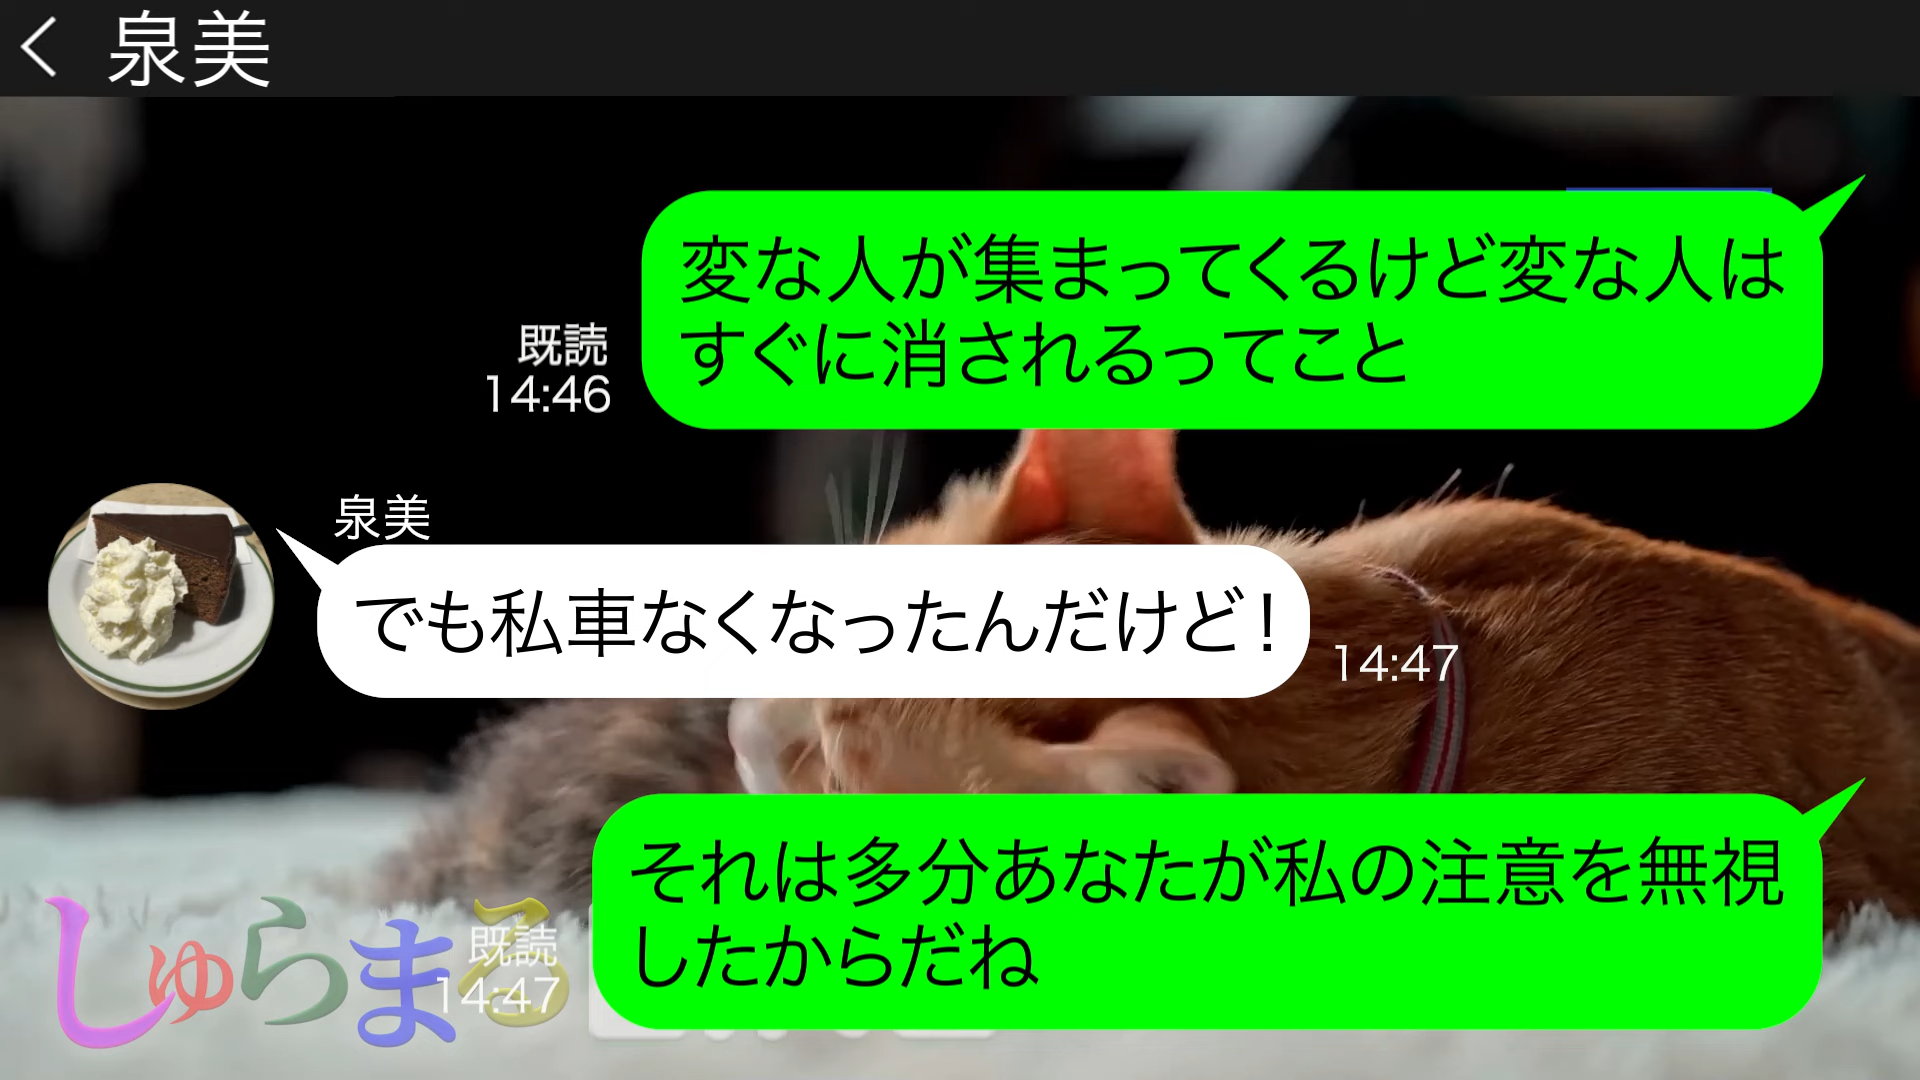 泉美
変な人が集まってくるけど変な人は
すぐに消されるってこと
既読
14:46
泉美
でも私車なくなったんだけど!
14:47
それは多分あなたが私の注意を無視
したからだね
既読
14:47
しゅらまる